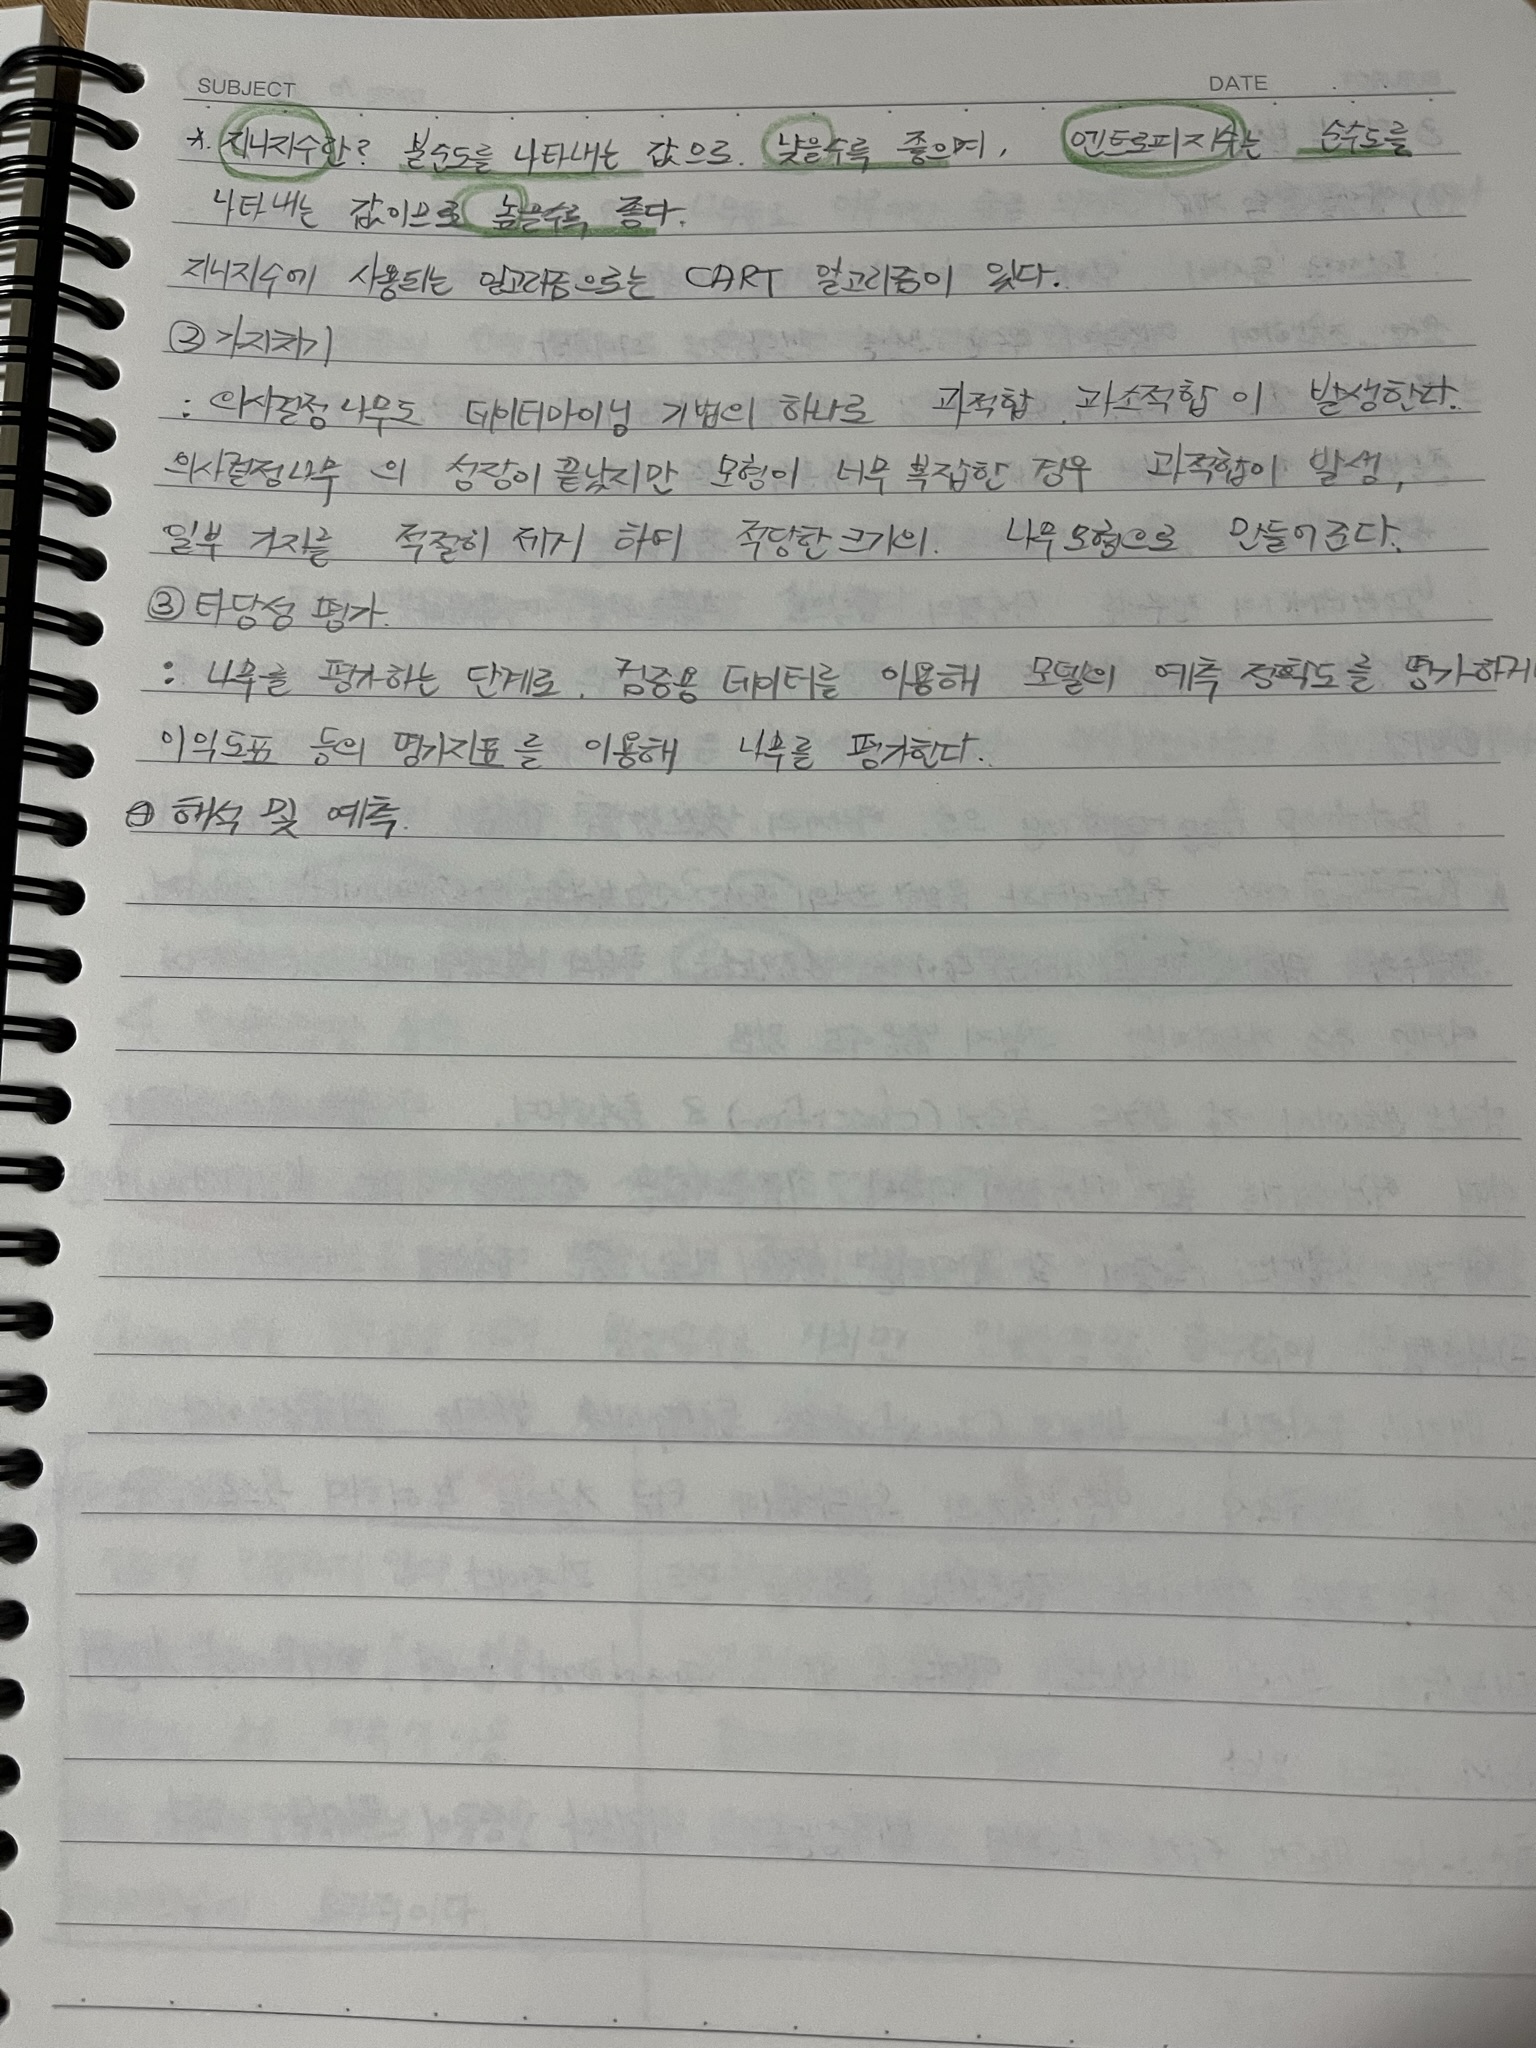 SUBJECT DATE
*. 지니지수란? 불순도를 나타내는 값으로. 낮을수록 좋으며, 엔트로피지수는 순수도를
나타내는 값이므로 높을수록 좋다.
지니지수에 사용되는 알고리즘으로는 CART 알고리즘이 있다.
② 가지치기
: 의사결정나무도 데이터마이닝 기법의 하나로 과적합, 과소적합이 발생한다.
의사결정나무의 성장이 끝났지만 모형이 너무 복잡한 경우 과적합이 발생,
일부 가지를 적절히 제거 하여 적당한 크기의. 나무모형으로 만들어준다.
③ 타당성 평가.
: 나무를 평가하는 단계로, 검증용 데이터를 이용해 모델의 예측 정확도를 평가하거나
이익도표 등의 평가지표를 이용해 나무를 평가한다.
④ 해석 및 예측.